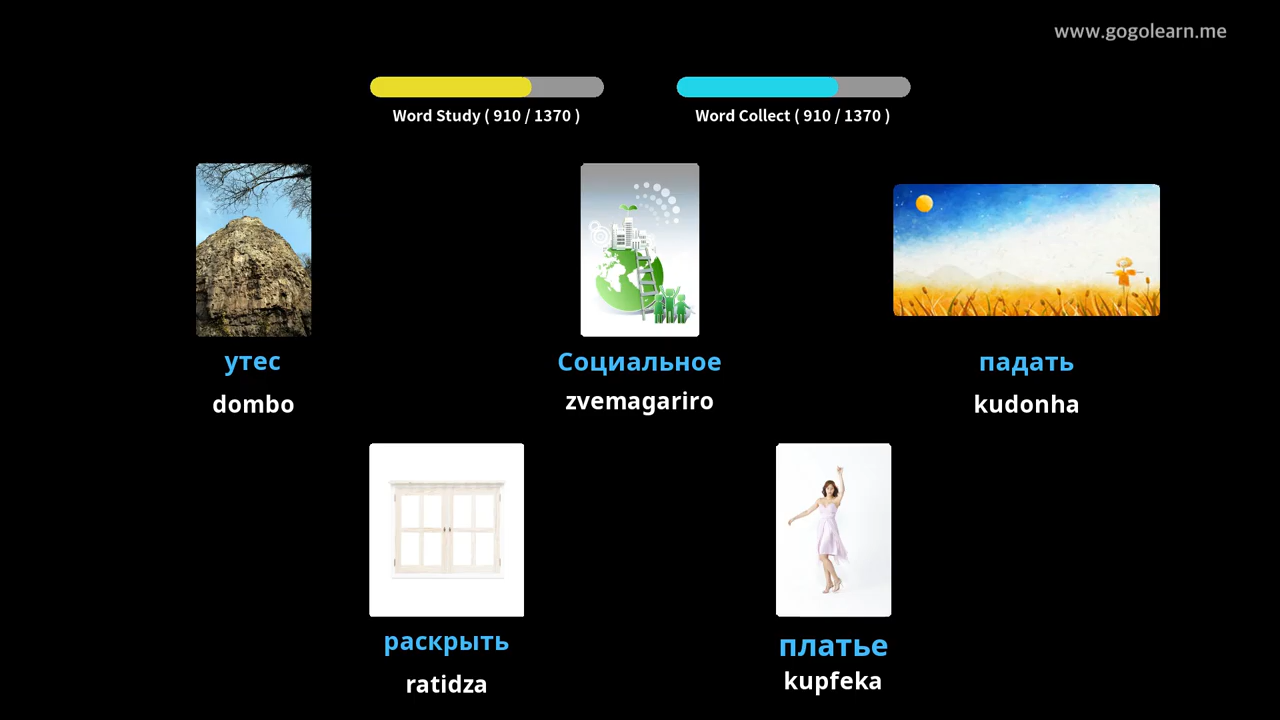 www.gogolearn.me
Word Study ( 910 / 1370 )
Word Collect ( 910 / 1370 )
утес
dombo
Социальное
zvemagariro
падать
kudonha
раскрыть
ratidza
платье
kupfeka